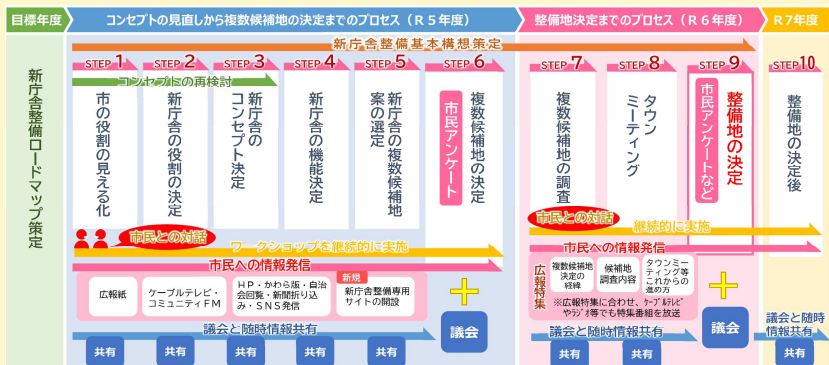 目標年度
コンセプトの見直しから複数候補地の決定までのプロセス（R５年度）
整備地決定までのプロセス（R６年度）
R７年度
新庁舎整備ロードマップ策定
新庁舎整備基本構想策定
STEP 1
STEP 2
STEP 3
STEP 4
STEP 5
STEP 6
STEP 7
STEP 8
STEP 9
STEP 10
コンセプトの再検討
市の役割の見える化
新庁舎の役割の決定
新庁舎の
コンセプト決定
新庁舎の機能決定
新庁舎の複数候補地
案の選定
複数候補地の決定
市民アンケート
複数候補地の調査
タウン
ミーティング
整備地の決定
市民アンケートなど
整備地の決定後
市民との対話
ワークショップを継続的に実施
市民との対話
継続的に実施
市民への情報発信
広報紙
ケーブルテレビ・
コミュニティFM
HP・かわら版・自治
会回覧・新聞折り込
み・SNS発信
新規
新庁舎整備専用
サイトの開設
市民への情報発信
広報特集
複数候補地
決定の
経緯
候補地
調査内容
タウンミー
ティング等
これからの
進め方
※広報特集に合わせ、ケーブルテレビ
やラジオ等でも特集番組を放送
＋
議会
＋
議会
議会と随時情報共有
共有
共有
共有
共有
共有
議会と随時情報共有
共有
共有
議会と随時
情報共有
共有